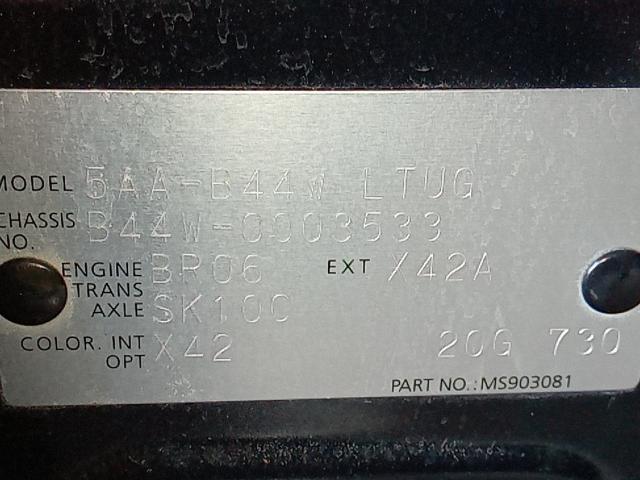 MODEL 5AA-B44W LTUG
CHASSIS NO. B44W-0003533
ENGINE BR06 EXT X42A
TRANS AXLE SK10C
COLOR. INT OPT X42 20G 730
PART NO.: MS903081